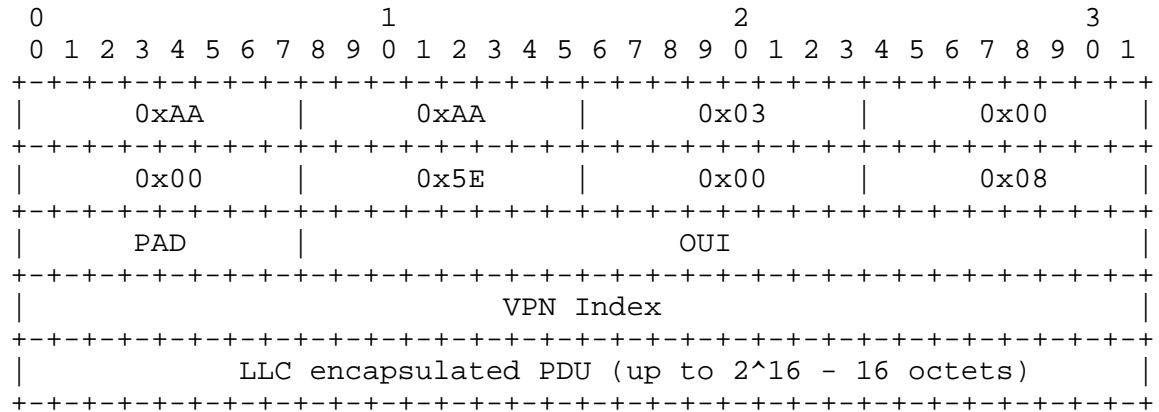 0                   1                   2                   3
 0 1 2 3 4 5 6 7 8 9 0 1 2 3 4 5 6 7 8 9 0 1 2 3 4 5 6 7 8 9 0 1
+-+-+-+-+-+-+-+-+-+-+-+-+-+-+-+-+-+-+-+-+-+-+-+-+-+-+-+-+-+-+-+-+
|      0xAA     |      0xAA     |      0x03     |      0x00     |
+-+-+-+-+-+-+-+-+-+-+-+-+-+-+-+-+-+-+-+-+-+-+-+-+-+-+-+-+-+-+-+-+
|      0x00     |      0x5E     |      0x00     |      0x08     |
+-+-+-+-+-+-+-+-+-+-+-+-+-+-+-+-+-+-+-+-+-+-+-+-+-+-+-+-+-+-+-+-+
|      PAD      |                     OUI                       |
+-+-+-+-+-+-+-+-+-+-+-+-+-+-+-+-+-+-+-+-+-+-+-+-+-+-+-+-+-+-+-+-+
|                           VPN Index                           |
+-+-+-+-+-+-+-+-+-+-+-+-+-+-+-+-+-+-+-+-+-+-+-+-+-+-+-+-+-+-+-+-+
|            LLC encapsulated PDU (up to 2^16 - 16 octets)      |
+-+-+-+-+-+-+-+-+-+-+-+-+-+-+-+-+-+-+-+-+-+-+-+-+-+-+-+-+-+-+-+-+